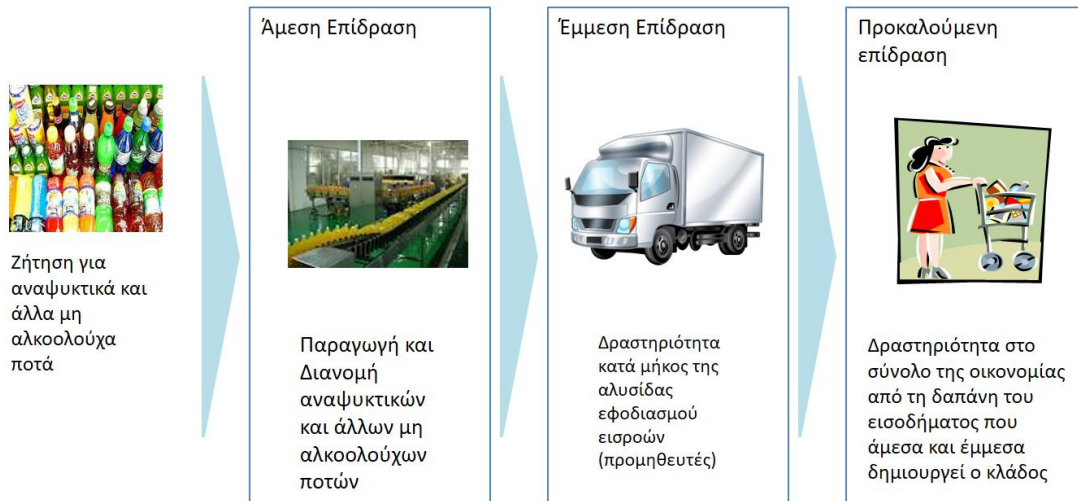 Ζήτηση για
αναψυκτικά και
άλλα μη
αλκοολούχα
ποτά
Άμεση Επίδραση
Παραγωγή και
Διανομή
αναψυκτικών
και άλλων μη
αλκοολούχων
ποτών
Έμμεση Επίδραση
Δραστηριότητα
κατά μήκος της
αλυσίδας
εφοδιασμού
εισροών
(προμηθευτές)
Προκαλούμενη
επίδραση
Δραστηριότητα στο
σύνολο της οικονομίας
από τη δαπάνη του
εισοδήματος που
άμεσα και έμμεσα
δημιουργεί ο κλάδος